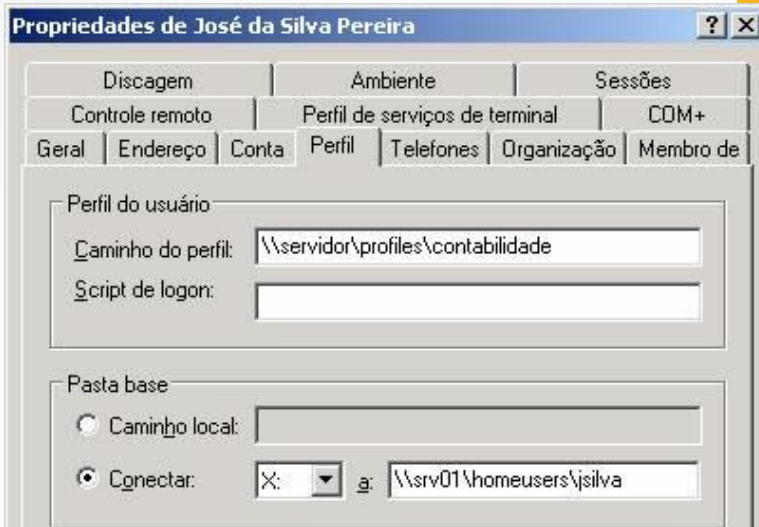 Propriedades de José da Silva Pereira
Discagem Ambiente Sessões
Controle remoto Perfil de serviços de terminal COM+
Geral Endereço Conta Perfil Telefones Organização Membro de
Perfil do usuário
Caminho do perfil: \\servidor\profiles\contabilidade
Script de logon:
Pasta base
Caminho local:
Conectar: X: a: \\srv01\homeusers\jsilva